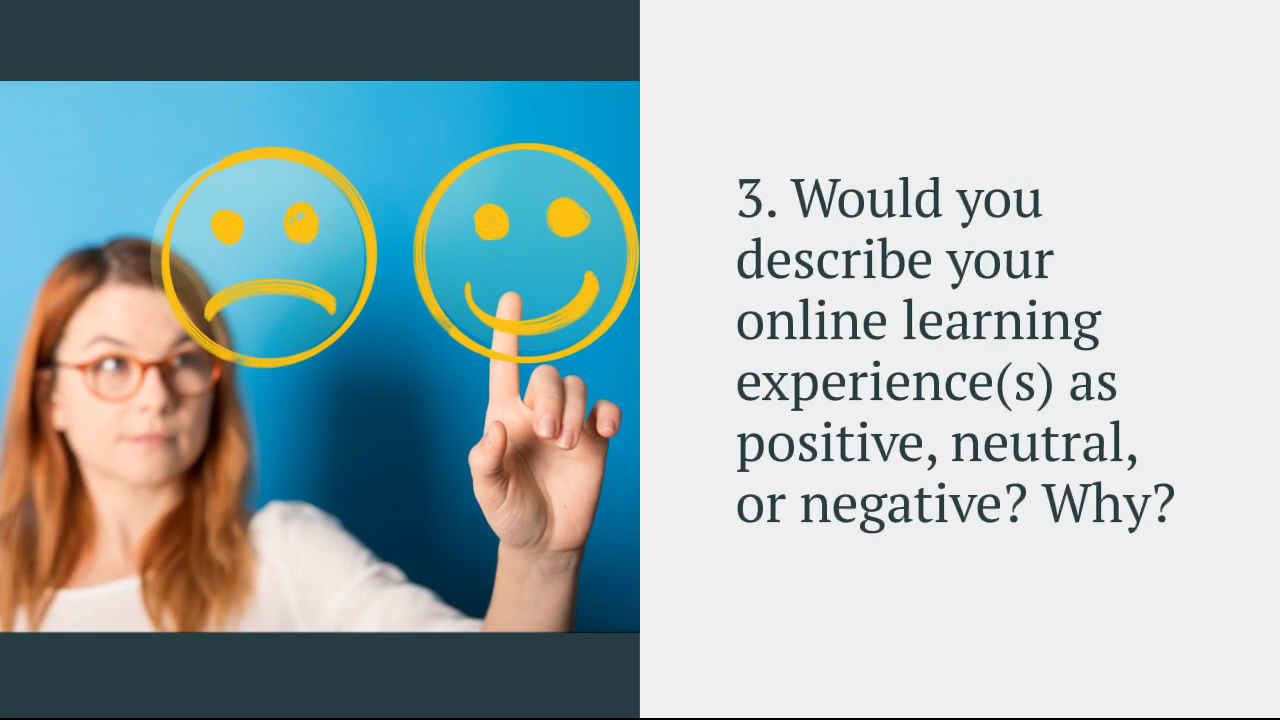 3. Would you
describe your
online learning
experience(s) as
positive, neutral,
or negative? Why?